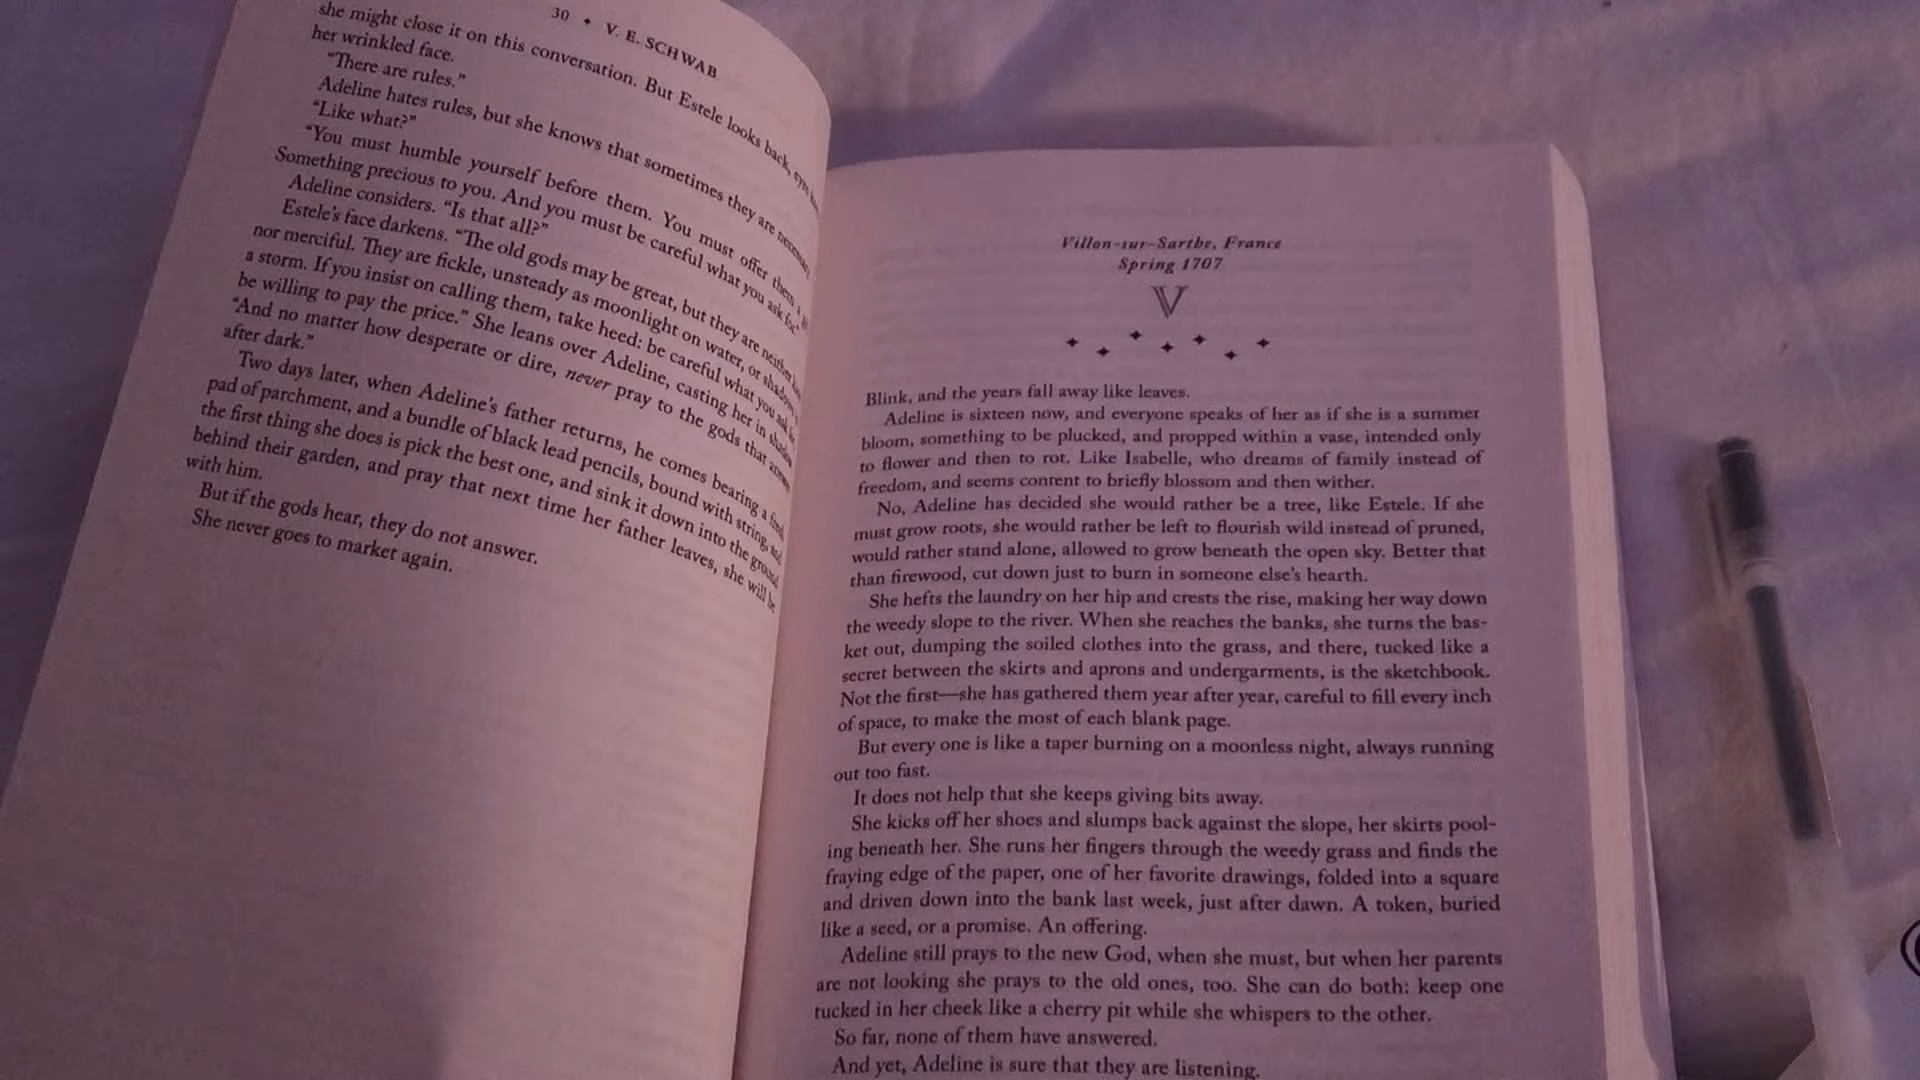 30 ✦ V. E. SCHWAB
she might close it on this conversation. But Estele looks back, eyes
her wrinkled face.
“There are rules.”
Adeline hates rules, but she knows that sometimes they are necessary.
“Like what?”
“You must humble yourself before them. You must offer them a
Something precious to you. And you must be careful what you ask for.”
Adeline considers. “Is that all?”
Estele’s face darkens. “The old gods may be great, but they are neither
nor merciful. They are fickle, unsteady as moonlight on water, or shadow
a storm. If you insist on calling them, take heed: be careful what you ask
be willing to pay the price.” She leans over Adeline, casting her in shadow.
“And no matter how desperate or dire, never pray to the gods that answer
after dark.”
Two days later, when Adeline’s father returns, he comes bearing a fresh
pad of parchment, and a bundle of black lead pencils, bound with string, and
the first thing she does is pick the best one, and sink it down into the ground
behind their garden, and pray that next time her father leaves, she will be
with him.
But if the gods hear, they do not answer.
She never goes to market again.
Villon-sur-Sarthe, France
Spring 1707
V
Blink, and the years fall away like leaves.
Adeline is sixteen now, and everyone speaks of her as if she is a summer
bloom, something to be plucked, and propped within a vase, intended only
to flower and then to rot. Like Isabelle, who dreams of family instead of
freedom, and seems content to briefly blossom and then wither.
No, Adeline has decided she would rather be a tree, like Estele. If she
must grow roots, she would rather be left to flourish wild instead of pruned,
would rather stand alone, allowed to grow beneath the open sky. Better that
than firewood, cut down just to burn in someone else’s hearth.
She hefts the laundry on her hip and crests the rise, making her way down
the weedy slope to the river. When she reaches the banks, she turns the bas-
ket out, dumping the soiled clothes into the grass, and there, tucked like a
secret between the skirts and aprons and undergarments, is the sketchbook.
Not the first—she has gathered them year after year, careful to fill every inch
of space, to make the most of each blank page.
But every one is like a taper burning on a moonless night, always running
out too fast.
It does not help that she keeps giving bits away.
She kicks off her shoes and slumps back against the slope, her skirts pool-
ing beneath her. She runs her fingers through the weedy grass and finds the
fraying edge of the paper, one of her favorite drawings, folded into a square
and driven down into the bank last week, just after dawn. A token, buried
like a seed, or a promise. An offering.
Adeline still prays to the new God, when she must, but when her parents
are not looking she prays to the old ones, too. She can do both: keep one
tucked in her cheek like a cherry pit while she whispers to the other.
So far, none of them have answered.
And yet, Adeline is sure that they are listening.